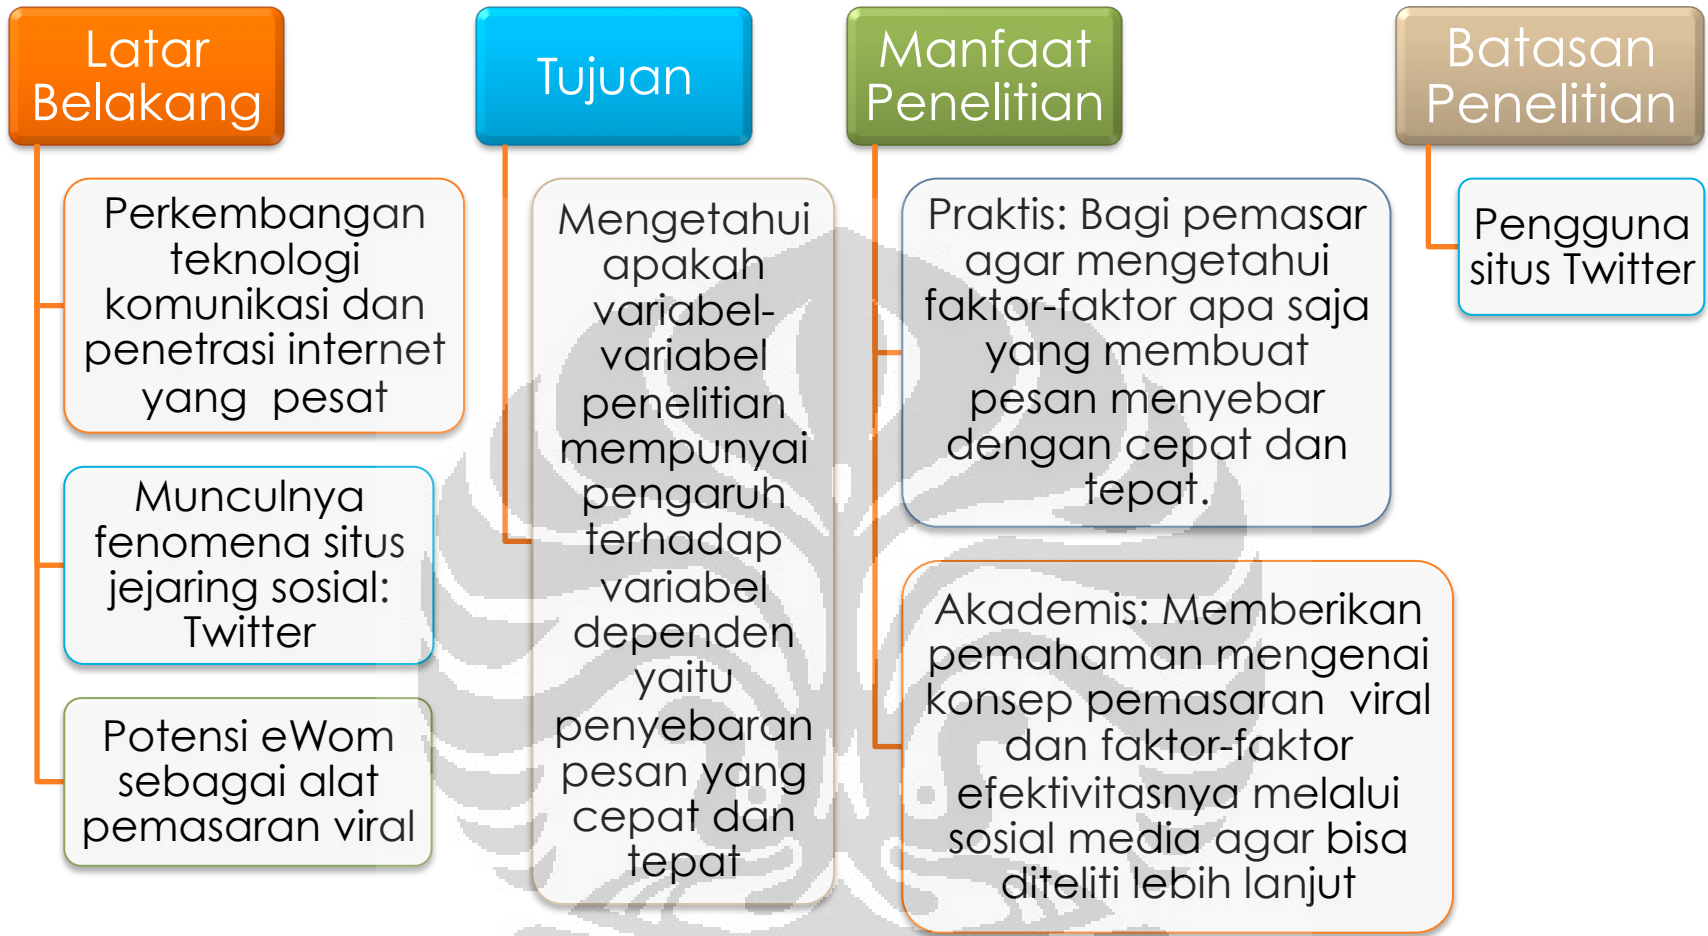 Latar
Belakang
Perkembangan
teknologi
komunikasi dan
penetrasi internet
yang  pesat
Munculnya
fenomena situs
jejaring sosial:
Twitter
Potensi eWom
sebagai alat
pemasaran viral
Tujuan
Mengetahui
apakah
variabel-
variabel
penelitian
mempunyai
pengaruh
terhadap
variabel
dependen
yaitu
penyebaran
pesan yang
cepat dan
tepat
Manfaat
Penelitian
Praktis: Bagi pemasar
agar mengetahui
faktor-faktor apa saja
yang membuat
pesan menyebar
dengan cepat dan
tepat.
Akademis: Memberikan
pemahaman mengenai
konsep pemasaran  viral
dan faktor-faktor
efektivitasnya melalui
sosial media agar bisa
diteliti lebih lanjut
Batasan
Penelitian
Pengguna
situs Twitter